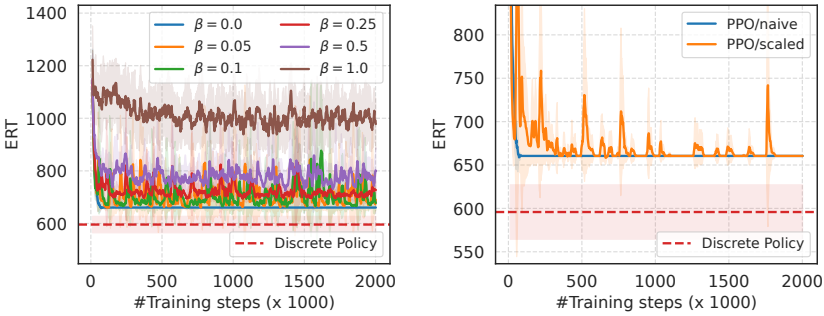 1400
1200
1000
800
600
ERT
β = 0.0
β = 0.05
β = 0.1
β = 0.25
β = 0.5
β = 1.0
Discrete Policy
0 500 1000 1500 2000
#Training steps (x 1000)
800
750
700
650
600
550
ERT
PPO/naive
PPO/scaled
Discrete Policy
0 500 1000 1500 2000
#Training steps (x 1000)